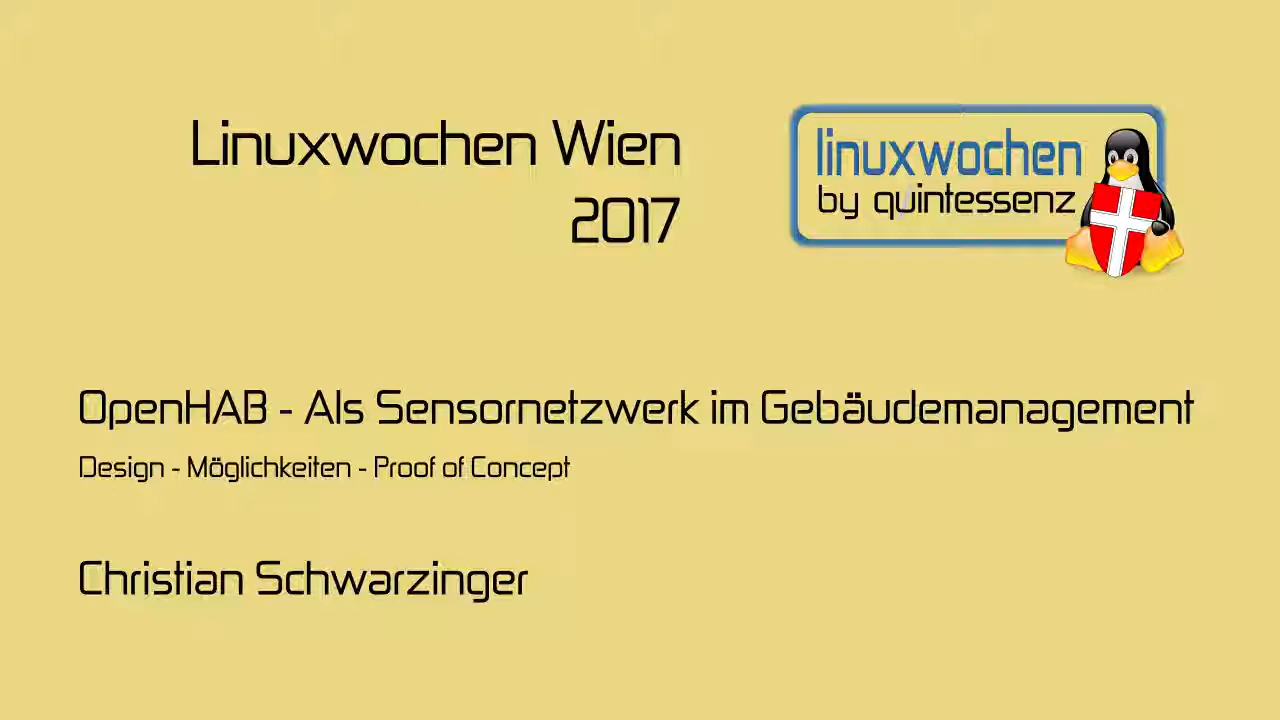 Linuxwochen Wien
2017
linuxwochen
by quintessenz
OpenHAB - Als Sensornetzwerk im Gebäudemanagement
Design - Möglichkeiten - Proof of Concept
Christian Schwarzinger